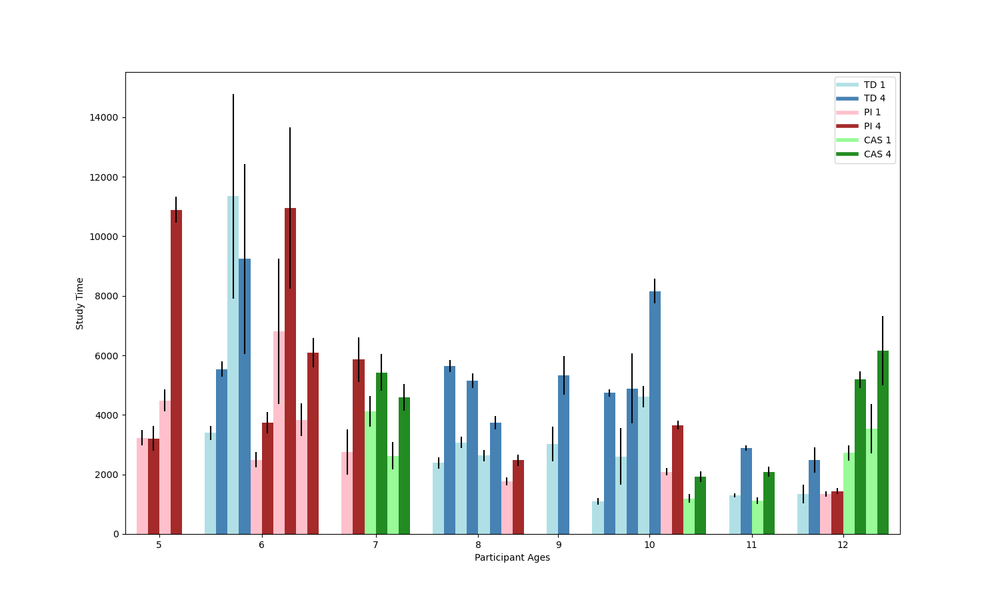 TD 1
TD 4
PI 1
PI 4
CAS 1
CAS 4
14000
12000
10000
8000
6000
4000
2000
0
Study Time
5 6 7 8 9 10 11 12
Participant Ages